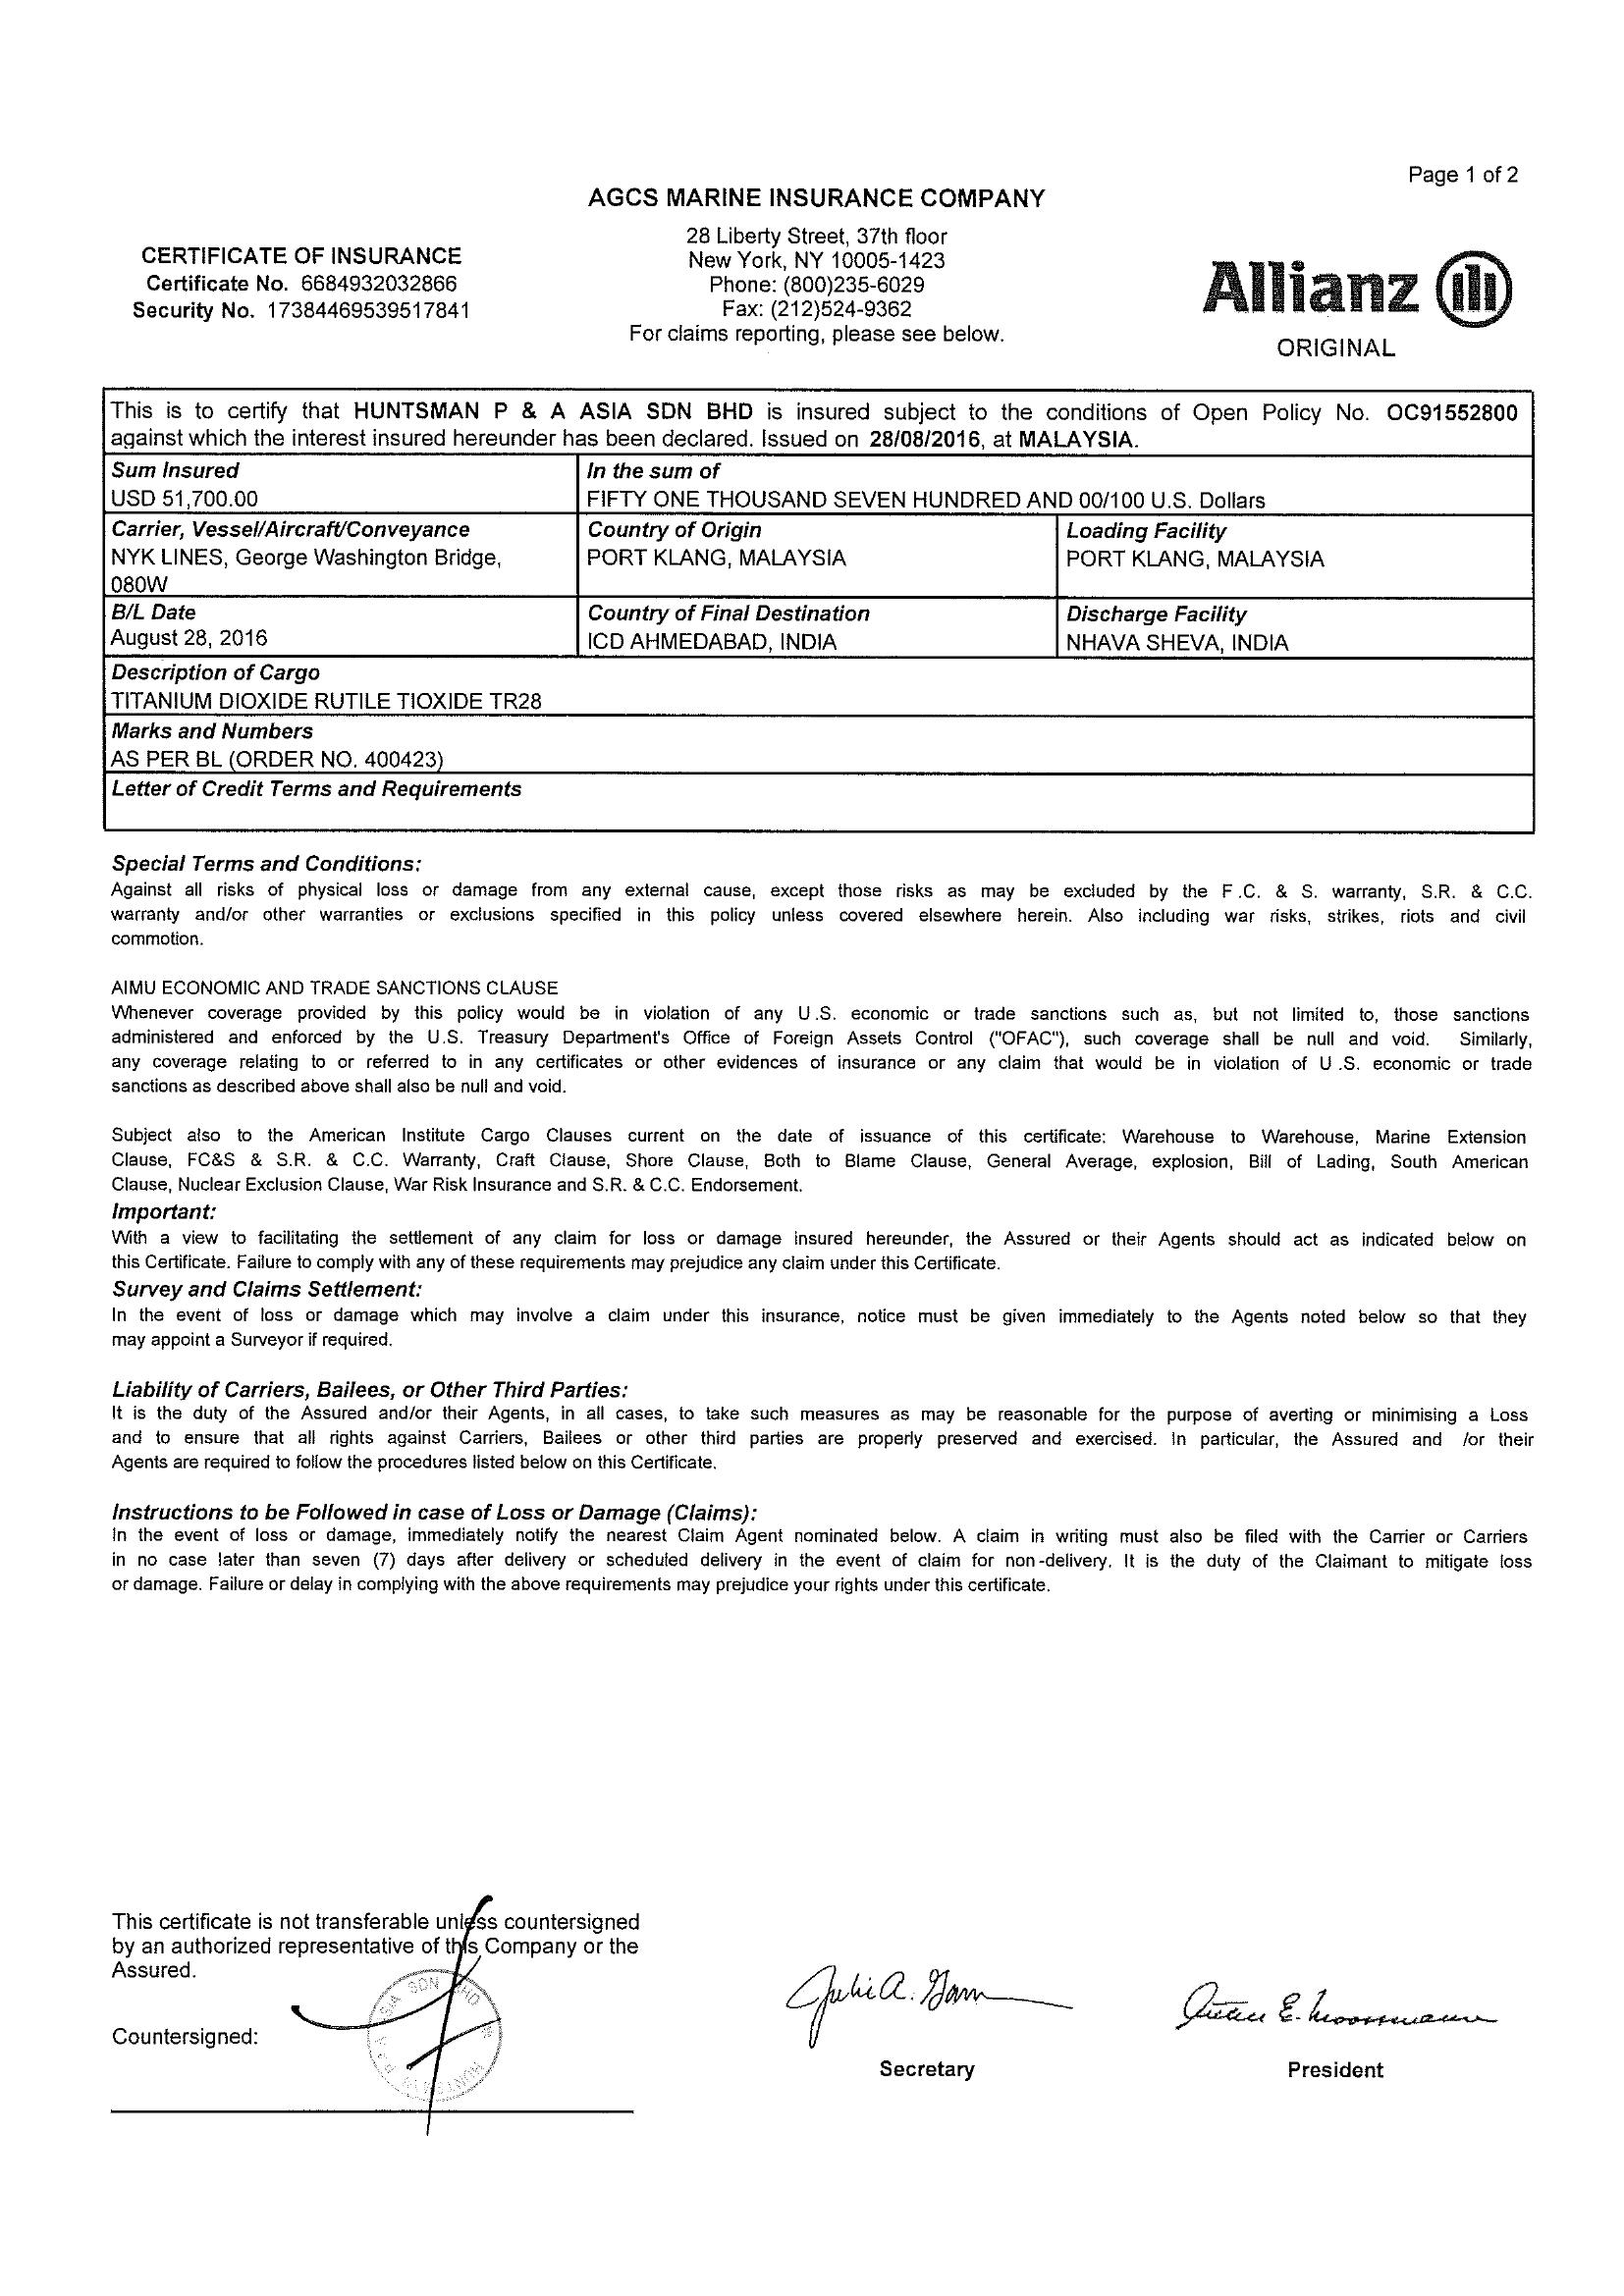 Page 1 of 2
AGCS MARINE INSURANCE COMPANY
28 Liberty Street, 37th floor
New York, NY 10005-1423
Phone: (800)235-6029
Fax: (212)524-9362
For claims reporting, please see below.
CERTIFICATE OF INSURANCE
Certificate No. 6684932032866
Security No. 17384469539517841
Allianz
ORIGINAL
This is to certify that HUNTSMAN P & A ASIA SDN BHD is insured subject to the conditions of Open Policy No. OC91552800
against which the interest insured hereunder has been declared. Issued on 28/08/2016, at MALAYSIA.
Sum Insured
USD 51,700.00
In the sum of
FIFTY ONE THOUSAND SEVEN HUNDRED AND 00/100 U.S. Dollars
Carrier, Vessel/Aircraft/Conveyance
NYK LINES, George Washington Bridge,
080W
Country of Origin
PORT KLANG, MALAYSIA
Loading Facility
PORT KLANG, MALAYSIA
B/L Date
August 28, 2016
Country of Final Destination
ICD AHMEDABAD, INDIA
Discharge Facility
NHAVA SHEVA, INDIA
Description of Cargo
TITANIUM DIOXIDE RUTILE TIOXIDE TR28
Marks and Numbers
AS PER BL (ORDER NO. 400423)
Letter of Credit Terms and Requirements
Special Terms and Conditions:
Against all risks of physical loss or damage from any external cause, except those risks as may be excluded by the F.C. & S. warranty, S.R. & C.C.
warranty and/or other warranties or exclusions specified in this policy unless covered elsewhere herein. Also including war risks, strikes, riots and civil
commotion.
AIMU ECONOMIC AND TRADE SANCTIONS CLAUSE
Whenever coverage provided by this policy would be in violation of any U.S. economic or trade sanctions such as, but not limited to, those sanctions
administered and enforced by the U.S. Treasury Department's Office of Foreign Assets Control ("OFAC"), such coverage shall be null and void. Similarly,
any coverage relating to or referred to in any certificates or other evidences of insurance or any claim that would be in violation of U.S. economic or trade
sanctions as described above shall also be null and void.
Subject also to the American Institute Cargo Clauses current on the date of issuance of this certificate: Warehouse to Warehouse, Marine Extension
Clause, FC&S & S.R. & C.C. Warranty, Craft Clause, Shore Clause, Both to Blame Clause, General Average, explosion, Bill of Lading, South American
Clause, Nuclear Exclusion Clause, War Risk Insurance and S.R. & C.C. Endorsement.
Important:
With a view to facilitating the settlement of any claim for loss or damage insured hereunder, the Assured or their Agents should act as indicated below on
this Certificate. Failure to comply with any of these requirements may prejudice any claim under this Certificate.
Survey and Claims Settlement:
In the event of loss or damage which may involve a claim under this insurance, notice must be given immediately to the Agents noted below so that they
may appoint a Surveyor if required.
Liability of Carriers, Bailees, or Other Third Parties:
It is the duty of the Assured and/or their Agents, in all cases, to take such measures as may be reasonable for the purpose of averting or minimising a Loss
and to ensure that all rights against Carriers, Bailees or other third parties are properly preserved and exercised. In particular, the Assured and /or their
Agents are required to follow the procedures listed below on this Certificate.
Instructions to be Followed in case of Loss or Damage (Claims):
In the event of loss or damage, immediately notify the nearest Claim Agent nominated below. A claim in writing must also be filed with the Carrier or Carriers
in no case later than seven (7) days after delivery or scheduled delivery in the event of claim for non-delivery. It is the duty of the Claimant to mitigate loss
or damage. Failure or delay in complying with the above requirements may prejudice your rights under this certificate.
This certificate is not transferable unless countersigned
by an authorized representative of this Company or the
Assured.
Countersigned:
Secretary
President